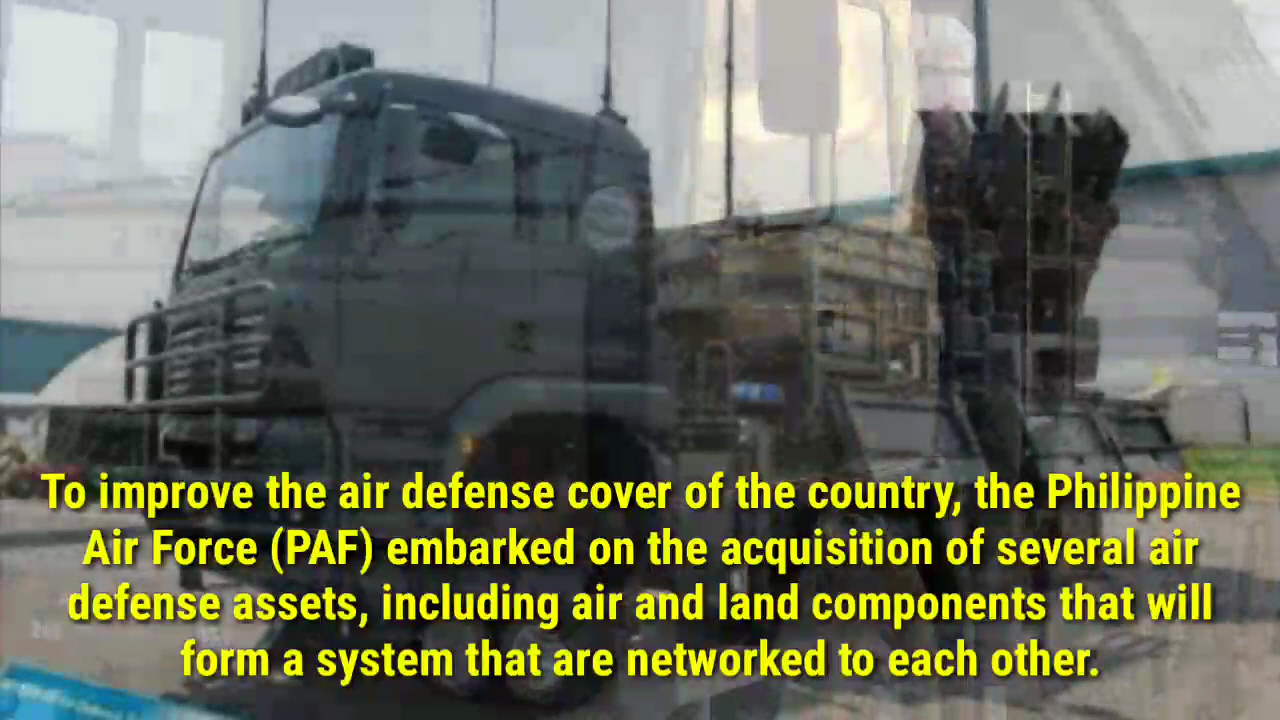 To improve the air defense cover of the country, the Philippine
Air Force (PAF) embarked on the acquisition of several air
defense assets, including air and land components that will
form a system that are networked to each other.